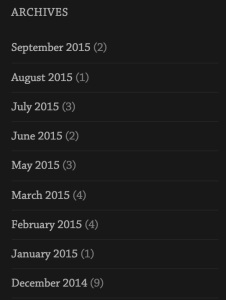 ARCHIVES
September 2015 (2)
August 2015 (1)
July 2015 (3)
June 2015 (2)
May 2015 (3)
March 2015 (4)
February 2015 (4)
January 2015 (1)
December 2014 (9)